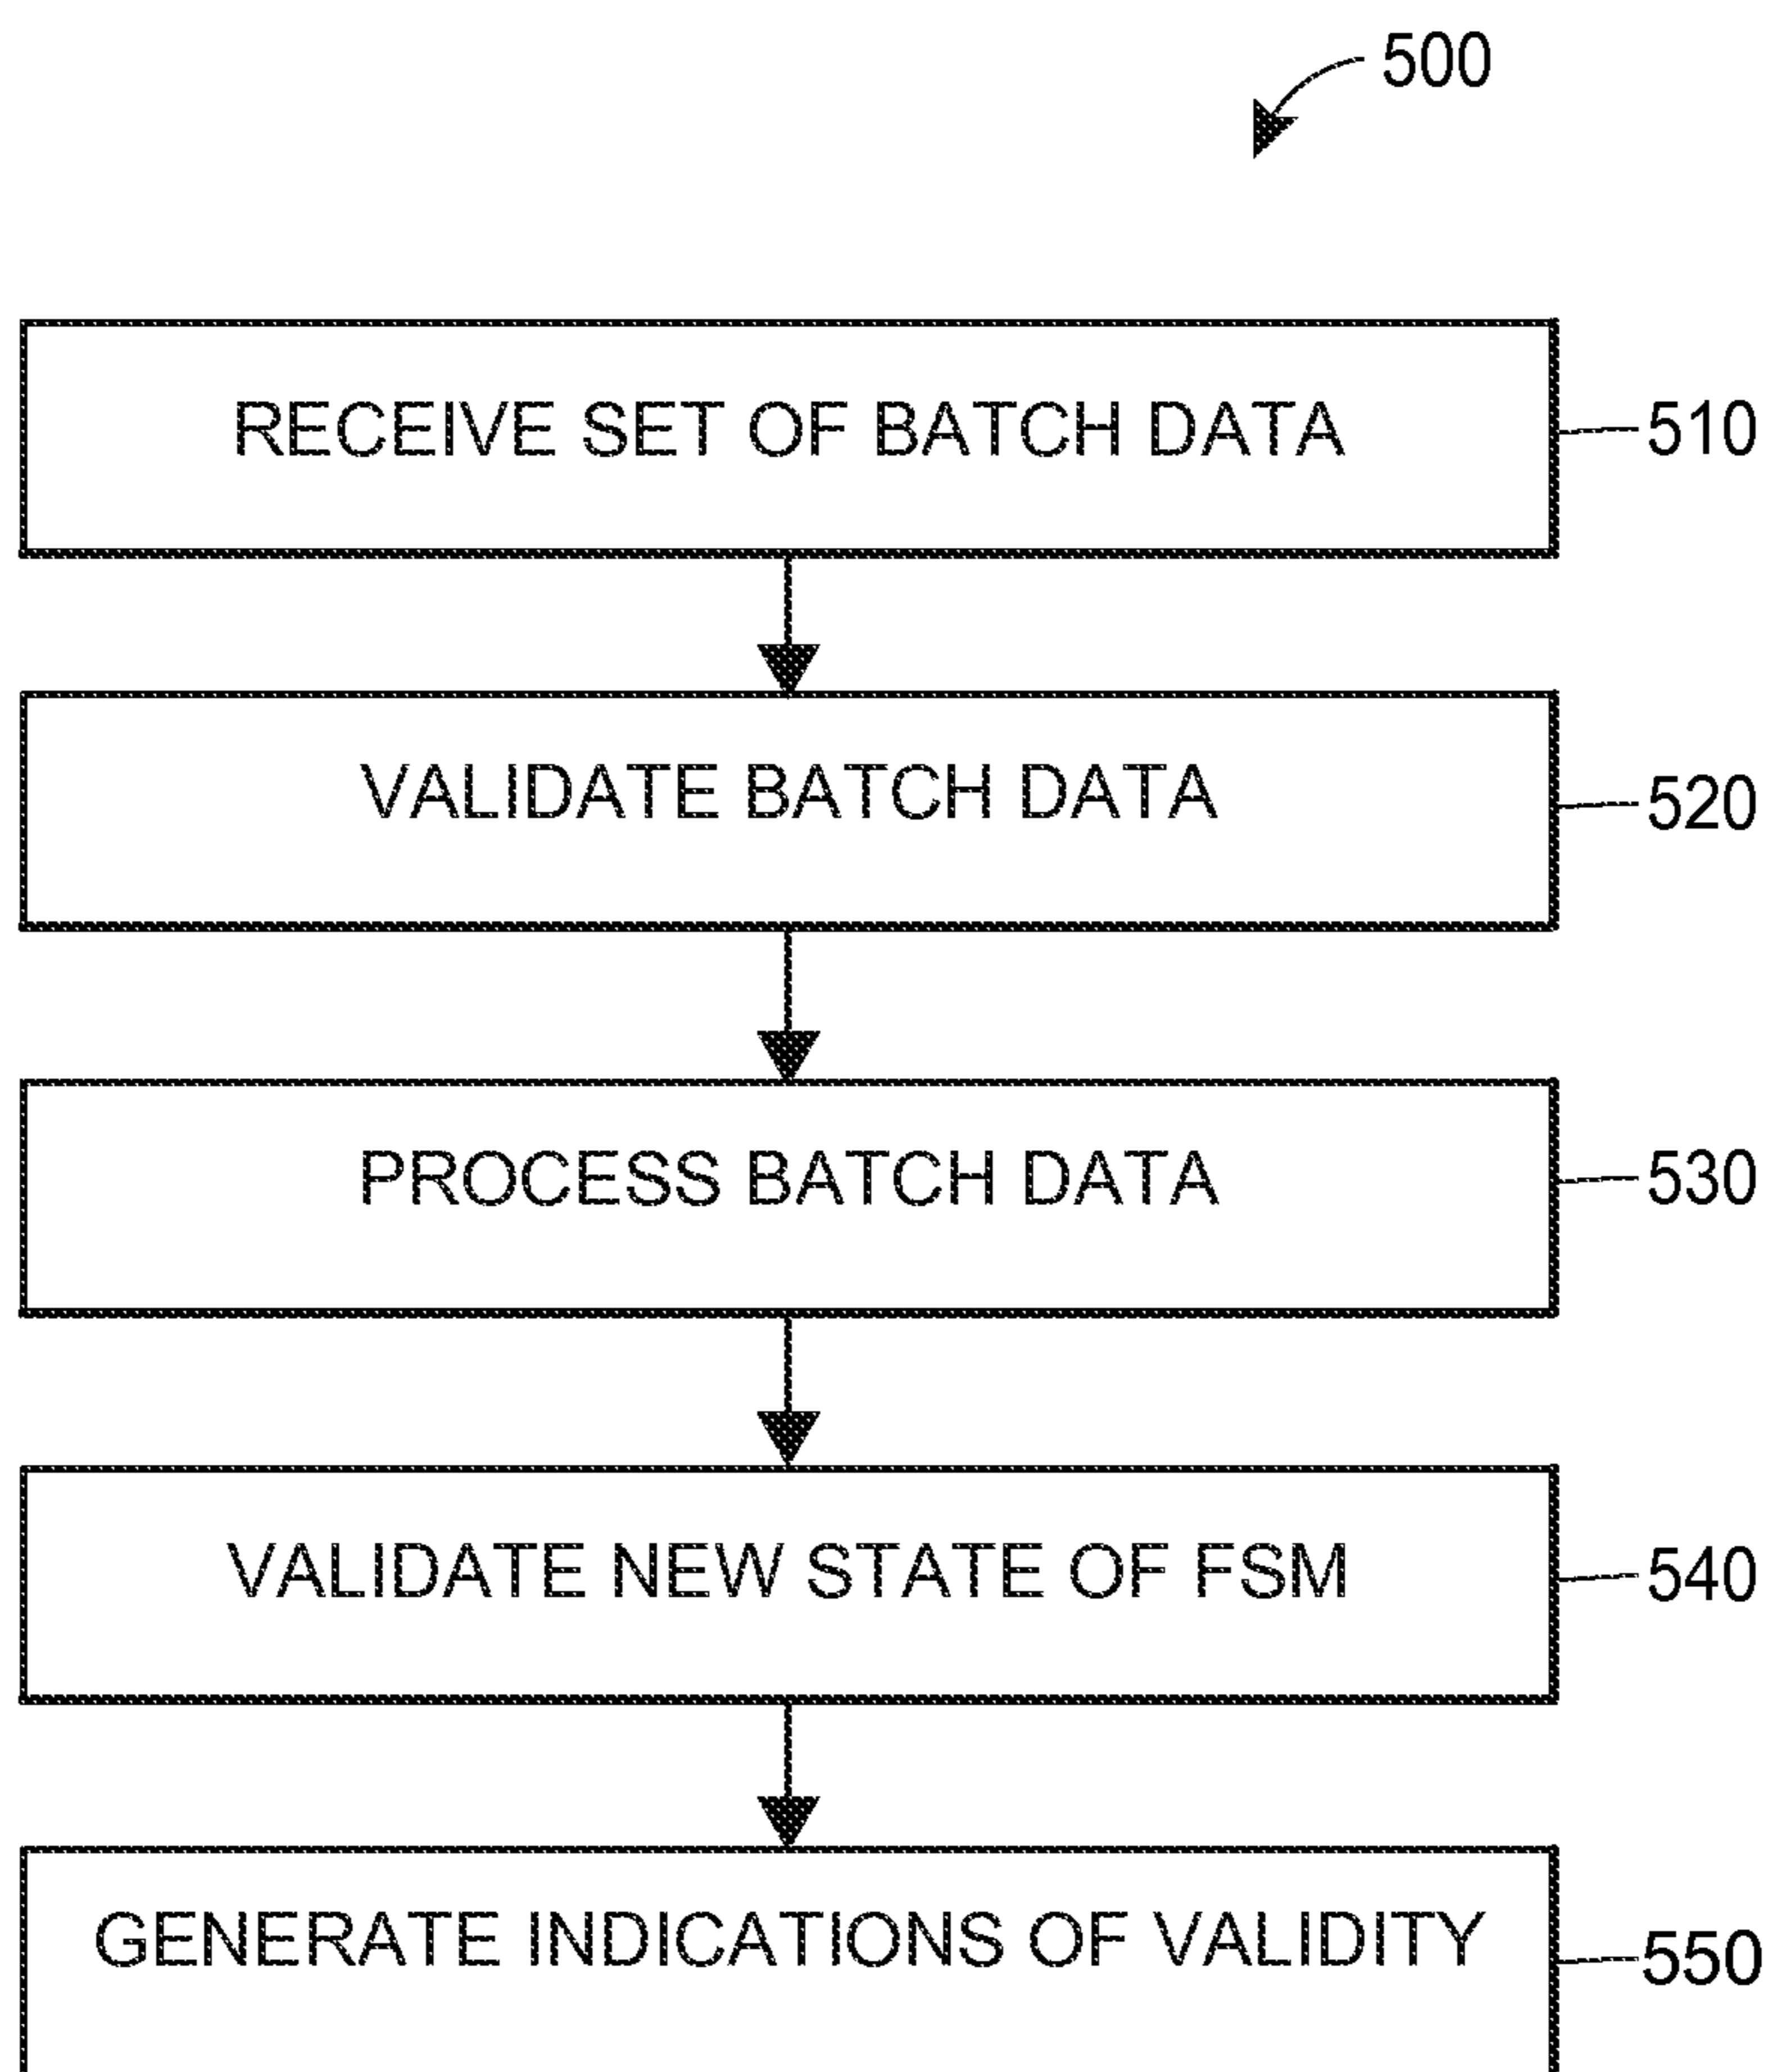 500
RECEIVE SET OF BATCH DATA
510
VALIDATE BATCH DATA
520
PROCESS BATCH DATA
530
VALIDATE NEW STATE OF FSM
540
GENERATE INDICATIONS OF VALIDITY
550